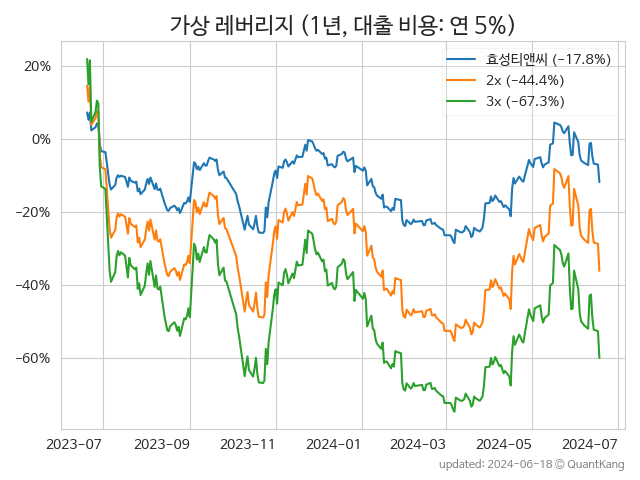 가상 레버리지 (1년, 대출 비용: 연 5%)
효성티앤씨 (-17.8%)
2x (-44.4%)
3x (-67.3%)
20%
0%
-20%
-40%
-60%
2023-07 2023-09 2023-11 2024-01 2024-03 2024-05 2024-07
updated: 2024-06-18 © QuantKang